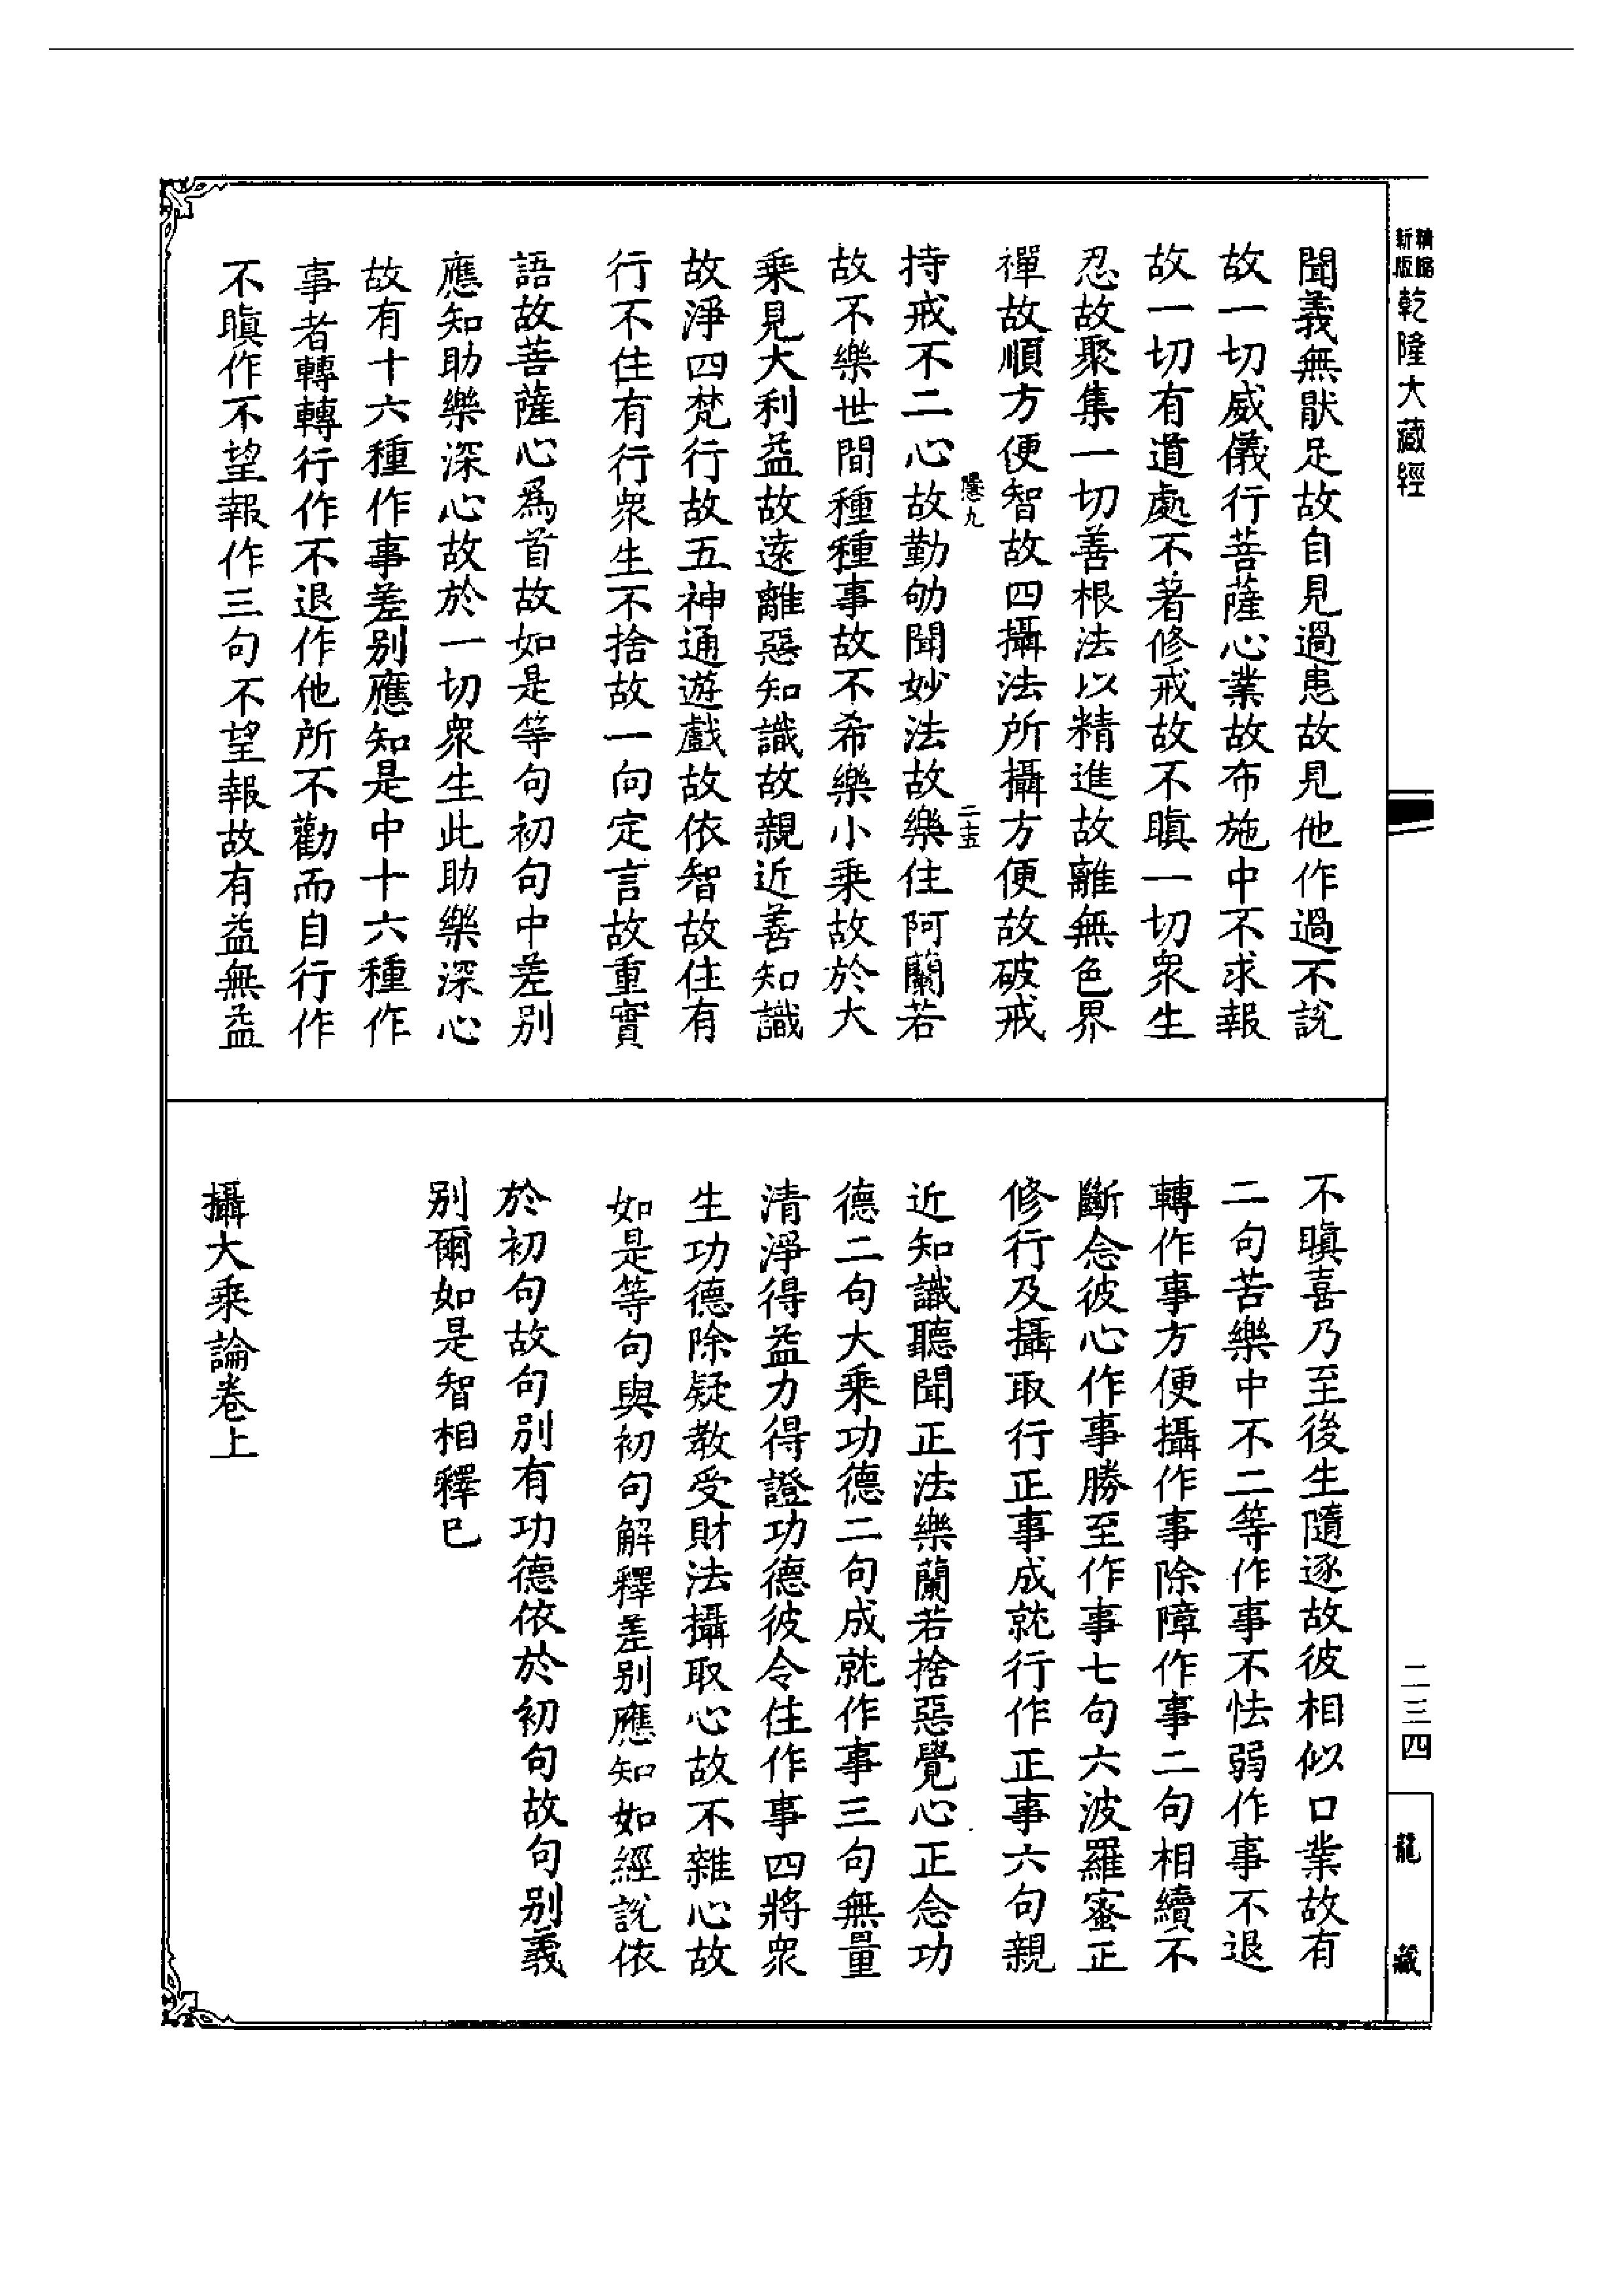 精縮
新版
乾隆大藏經
聞義無猒足故自見過患故見他作過不說
故一切威儀行菩薩心業故布施中不求報
故一切有道處不著修戒故不瞋一切衆生
忍故聚集一切善根法以精進故離無色界
禪故順方便智故四攝法所攝方便故破戒
隱九
二十五
持戒不二心故勤劬聞妙法故樂住阿蘭若
故不樂世間種種事故不希樂小乗故於大
乗見大利益故遠離惡知識故親近善知識
故淨四梵行故五神通遊戲故依智故住有
行不住有行衆生不捨故一向定言故重實
語故菩薩心爲首故如是等句初句中差别
應知助樂深心故於一切衆生此助樂深心
故有十六種作事差别應知是中十六種作
事者轉轉行作不退作他所不勸而自行作
不瞋作不望報作三句不望報故有益無益
不瞋喜乃至後生隨逐故彼相似口業故有
二句苦樂中不二等作事不怯弱作事不退
轉作事方便攝作事除障作事二句相續不
斷念彼心作事勝至作事七句六波羅蜜正
修行及攝取行正事成就行作正事六句親
近知識聽聞正法樂蘭若捨惡覺心正念功
德二句大乗功德二句成就作事三句無量
清淨得益力得證功德彼令住作事四將衆
生功德除疑教受財法攝取心故不雜心故
如是等句與初句解釋差别應知如經說依
於初句故句别有功德依於初句故句别義
别爾如是智相釋已
攝大乗論卷上
二三四
龍藏